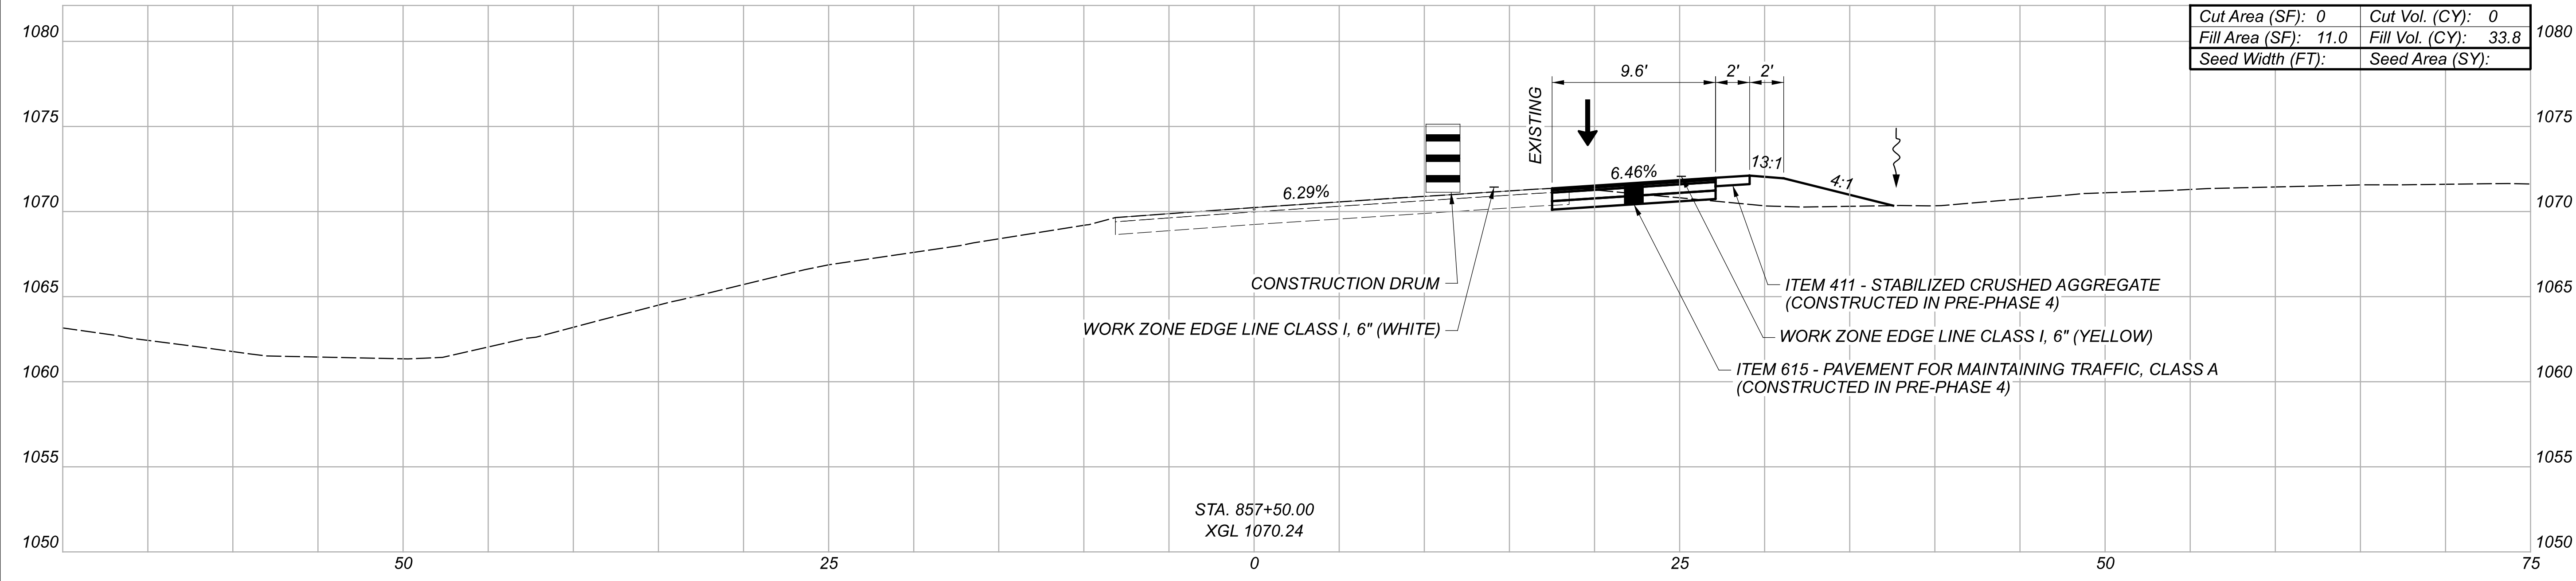 Cut Area (SF): 0 Cut Vol. (CY): 0
Fill Area (SF): 11.0 Fill Vol. (CY): 33.8
Seed Width (FT): Seed Area (SY):
1080 1080
9.6' 2' 2'
EXISTING
1075 1075
13:1
6.46%
4:1
6.29%
1070 1070
CONSTRUCTION DRUM
ITEM 411 - STABILIZED CRUSHED AGGREGATE
(CONSTRUCTED IN PRE-PHASE 4)
1065 1065
WORK ZONE EDGE LINE CLASS I, 6" (WHITE)
WORK ZONE EDGE LINE CLASS I, 6" (YELLOW)
ITEM 615 - PAVEMENT FOR MAINTAINING TRAFFIC, CLASS A
(CONSTRUCTED IN PRE-PHASE 4)
1060 1060
1055 1055
STA. 857+50.00
XGL 1070.24
1050 1050
50 25 0 25 50 75